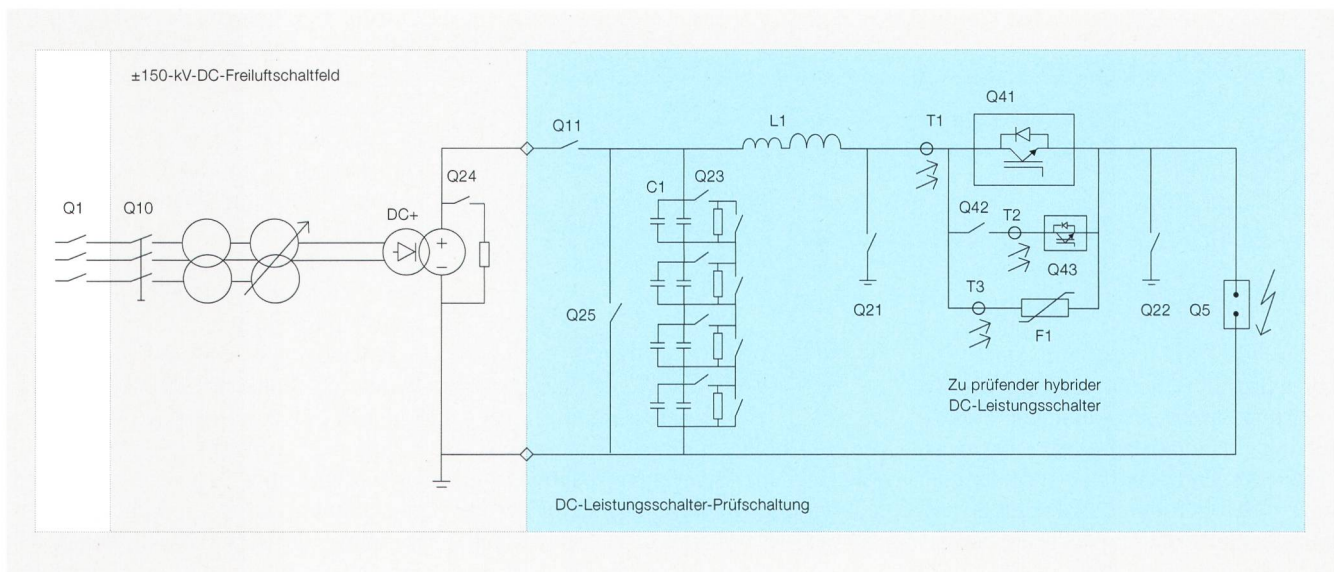 ±150-kV-DC-Freiluftschaltfeld
Q1
Q10
DC+
Q24
+
−
Q11
Q25
C1
Q23
L1
Q21
T1
Q41
Q42
T2
Q43
T3
F1
Q22
Q5
Zu prüfender hybrider
DC-Leistungsschalter
DC-Leistungsschalter-Prüfschaltung